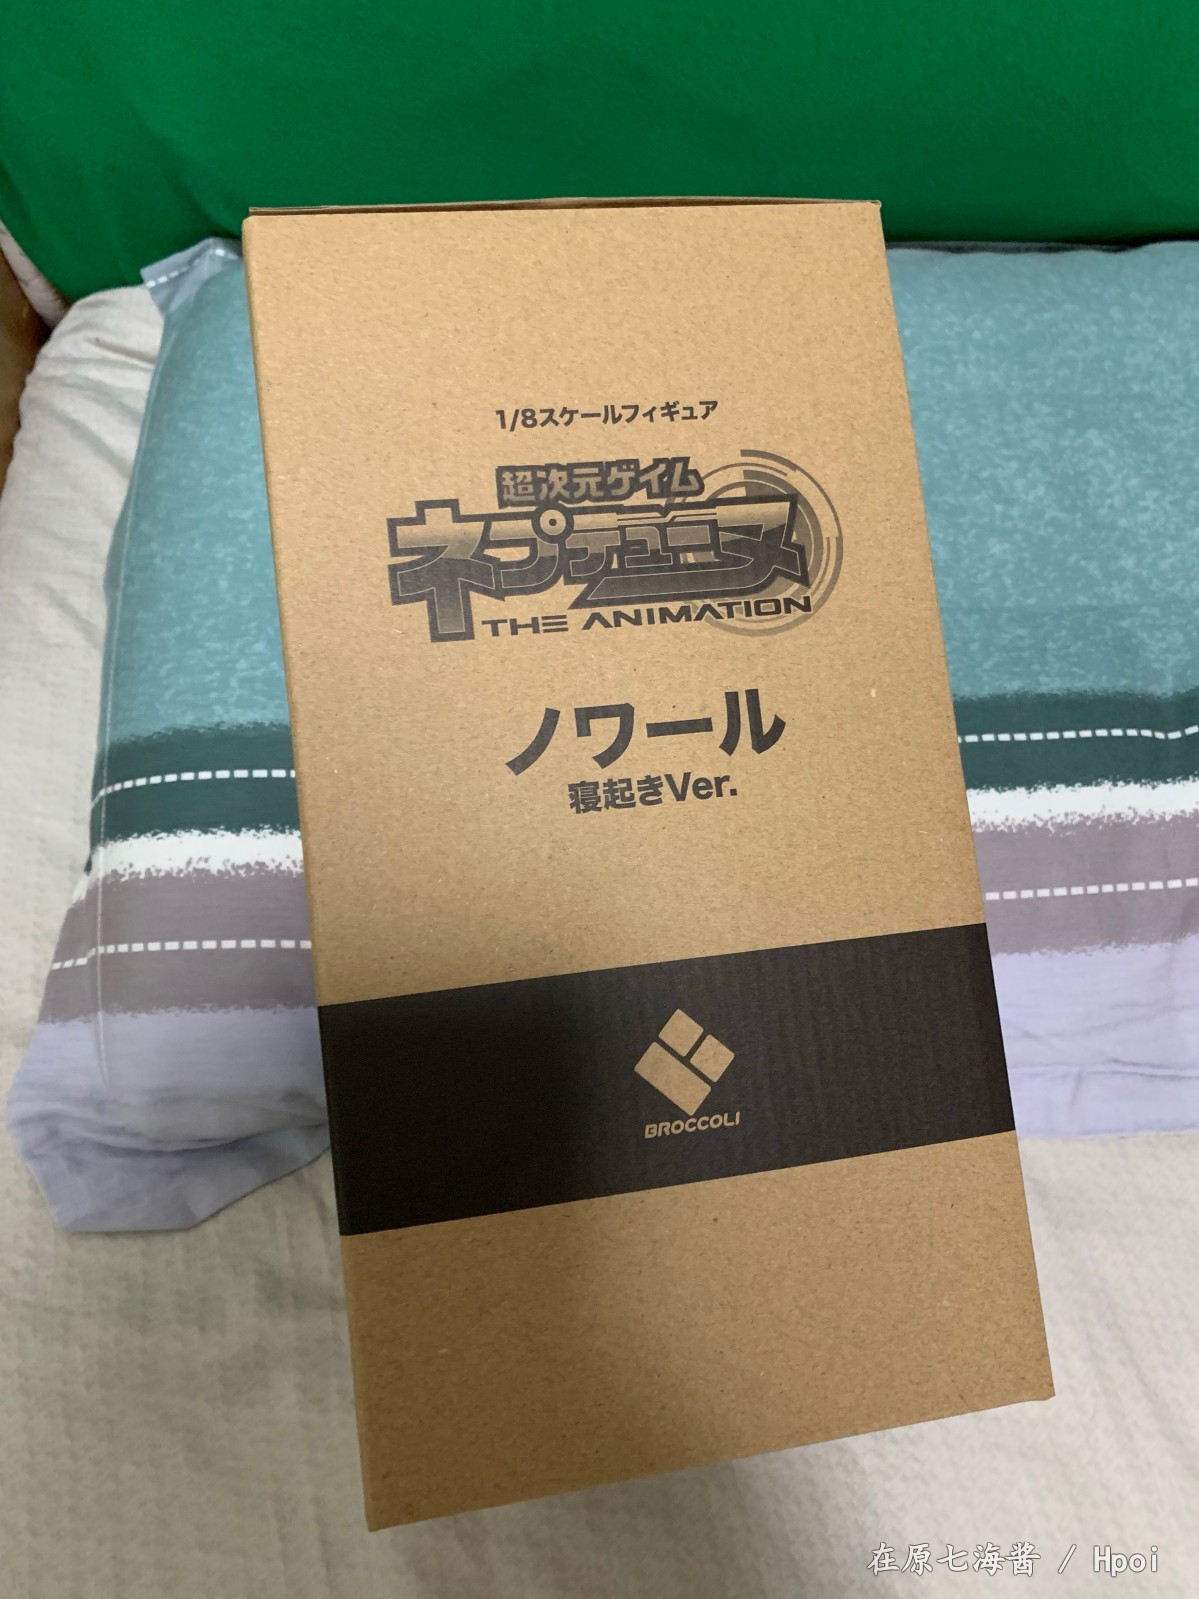 1/8スケールフィギュア
超次元ゲイム
ネプテューヌ
THE ANIMATION
ノワール
寝起きVer.
BROCCOLI
在原七海酱 / Hpoi